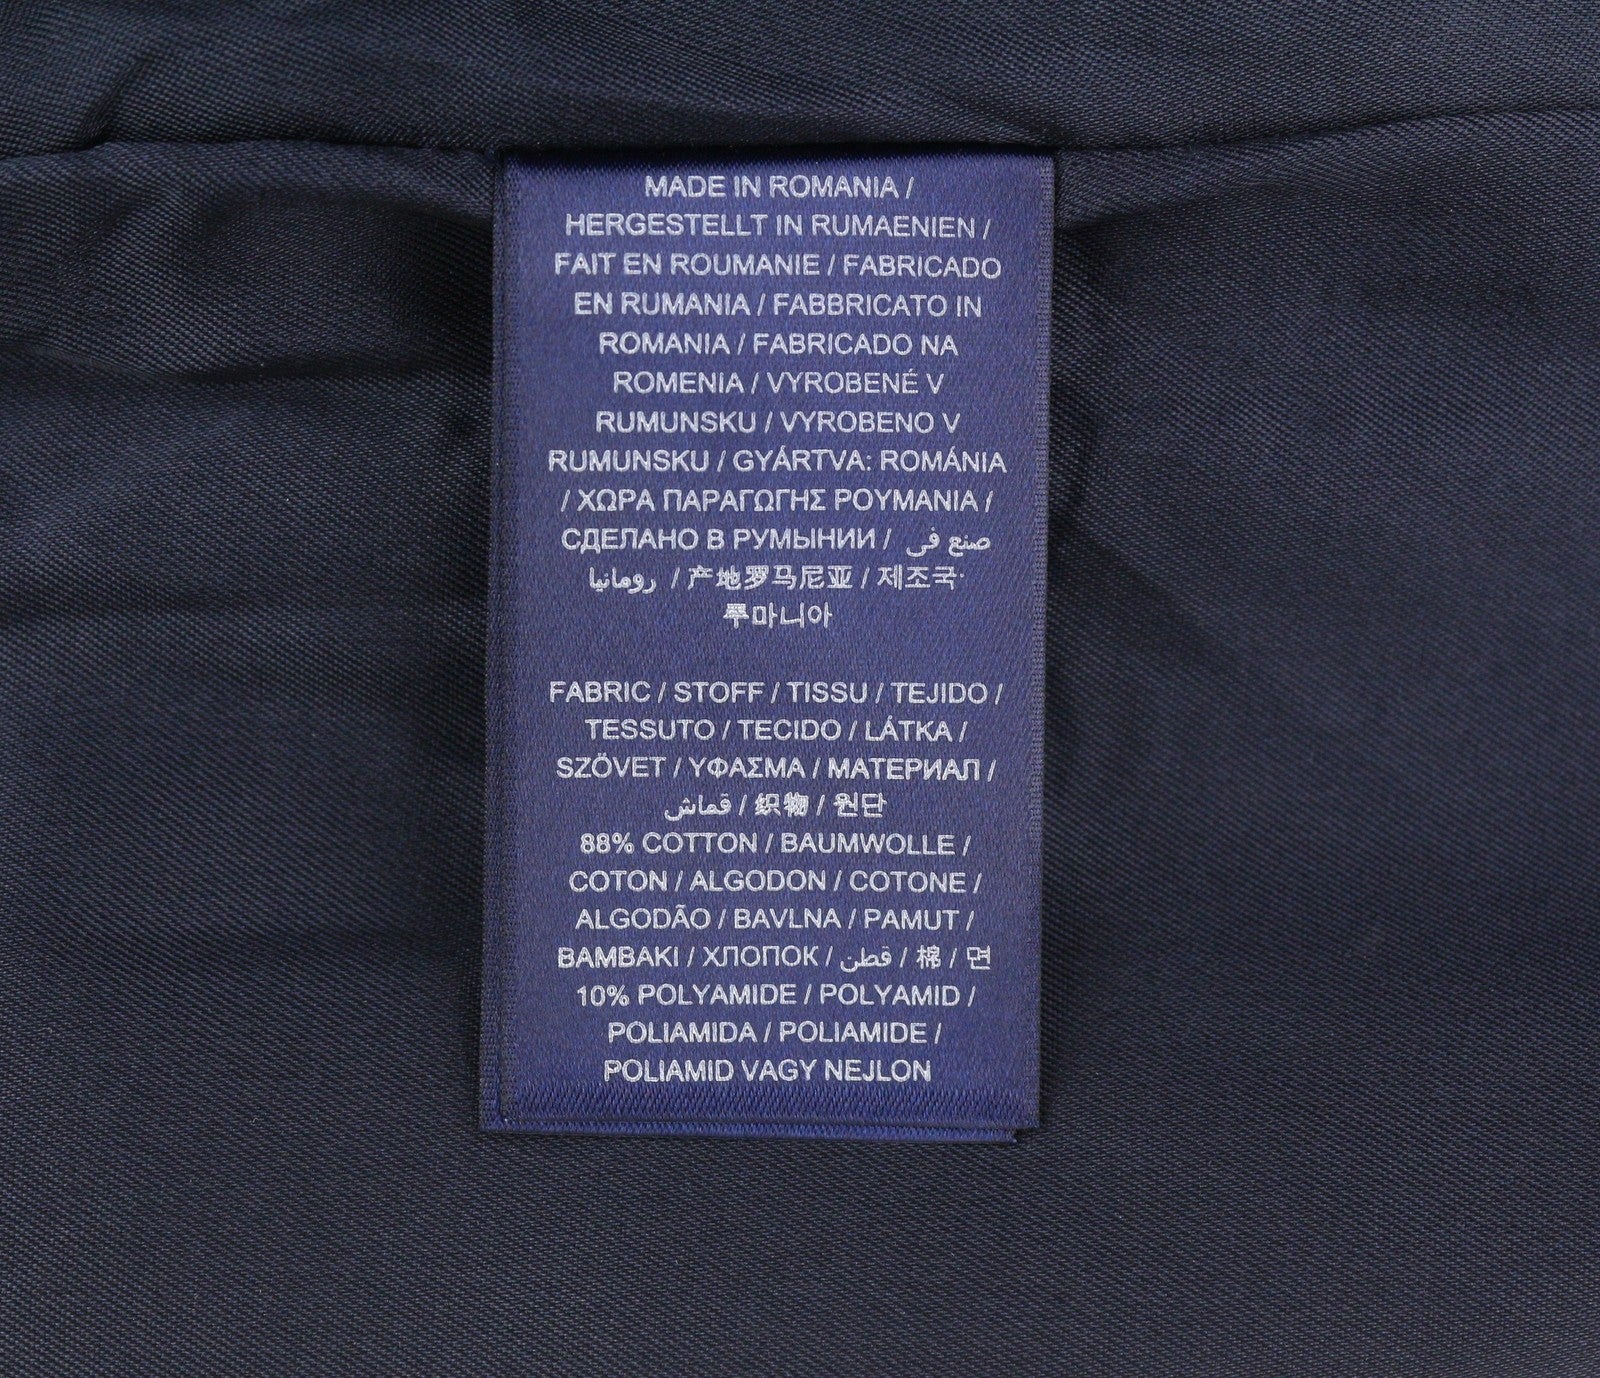 MADE IN ROMANIA /
HERGESTELLT IN RUMAENIEN /
FAIT EN ROUMANIE / FABRICADO
EN RUMANIA / FABBRICATO IN
ROMANIA / FABRICADO NA
ROMENIA / VYROBENÉ V
RUMUNSKU / VYROBENO V
RUMUNSKU / GYÁRTVA: ROMÁNIA
/ ΧΩΡΑ ΠΑΡΑΓΩΓΗΣ ΡΟΥΜΑΝΙΑ /
СДЕЛАНО В РУМЫНИИ / صنع في
رومانيا / 产地罗马尼亚 / 제조국·
루마니아
FABRIC / STOFF / TISSU / TEJIDO /
TESSUTO / TECIDO / LÁTKA /
SZÖVET / ΥΦΑΣΜΑ / МАТЕРИАЛ /
قماش / 织物 / 원단
88% COTTON / BAUMWOLLE /
COTON / ALGODON / COTONE /
ALGODÃO / BAVLNA / PAMUT /
ΒΑΜΒΑΚΙ / ХЛОПОК / قطن / 棉 / 면
10% POLYAMIDE / POLYAMID /
POLIAMIDA / POLIAMIDE /
POLIAMID VAGY NEJLON